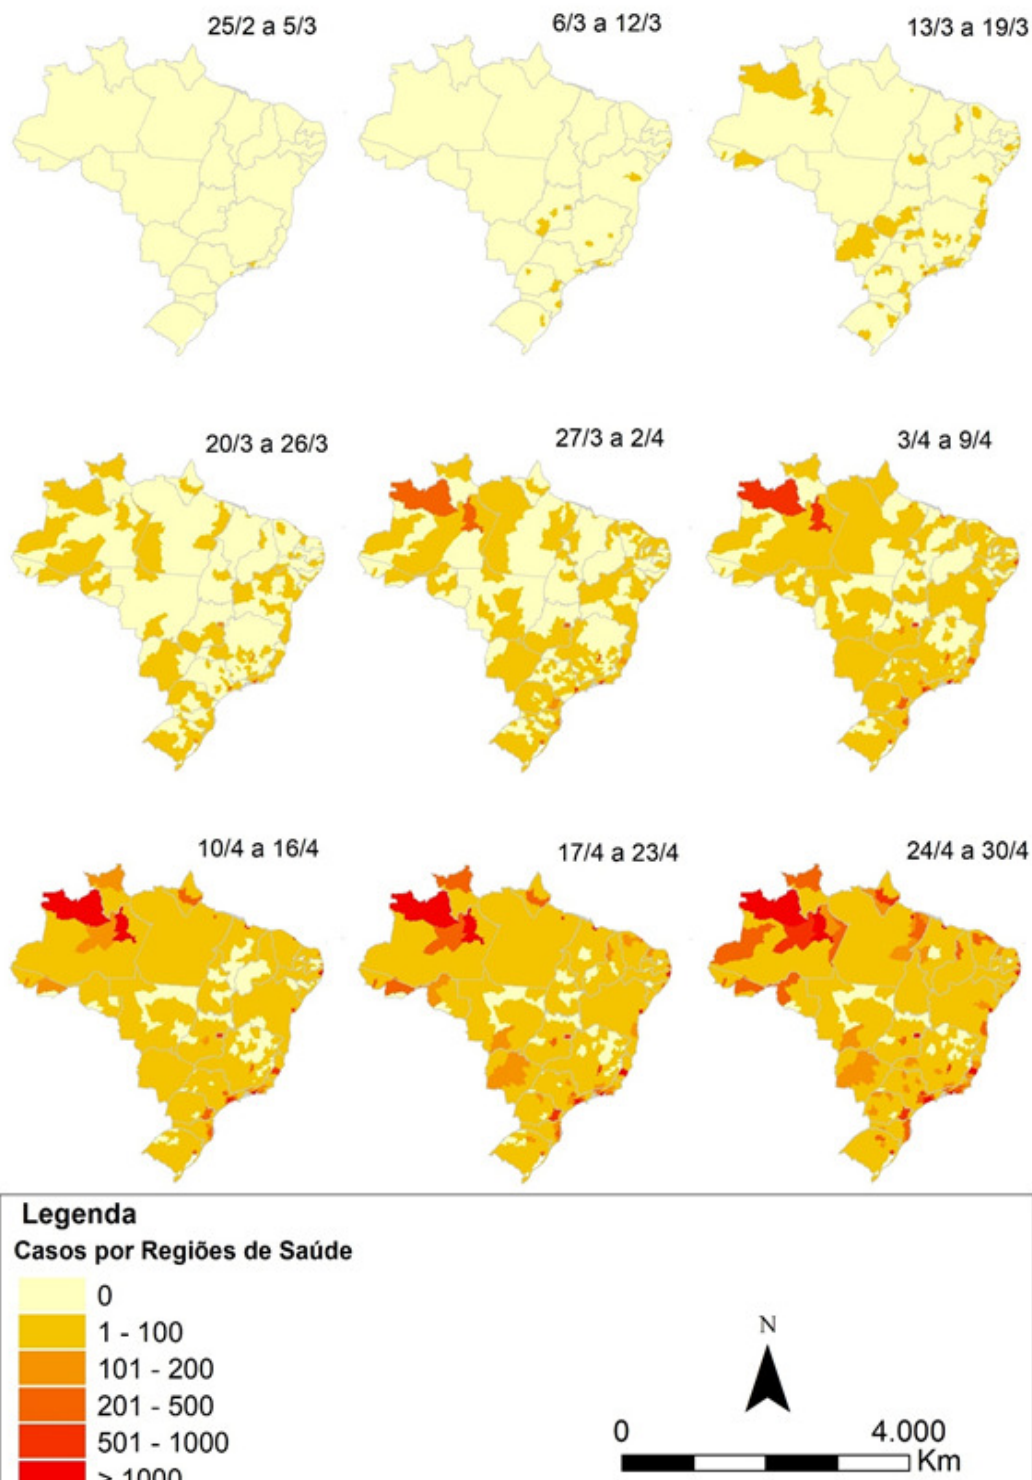 25/2 a 5/3
6/3 a 12/3
13/3 a 19/3
20/3 a 26/3
27/3 a 2/4
3/4 a 9/4
10/4 a 16/4
17/4 a 23/4
24/4 a 30/4
Legenda
Casos por Regiões de Saúde
0
1 - 100
101 - 200
201 - 500
501 - 1000
> 1000
N
0 4.000
Km